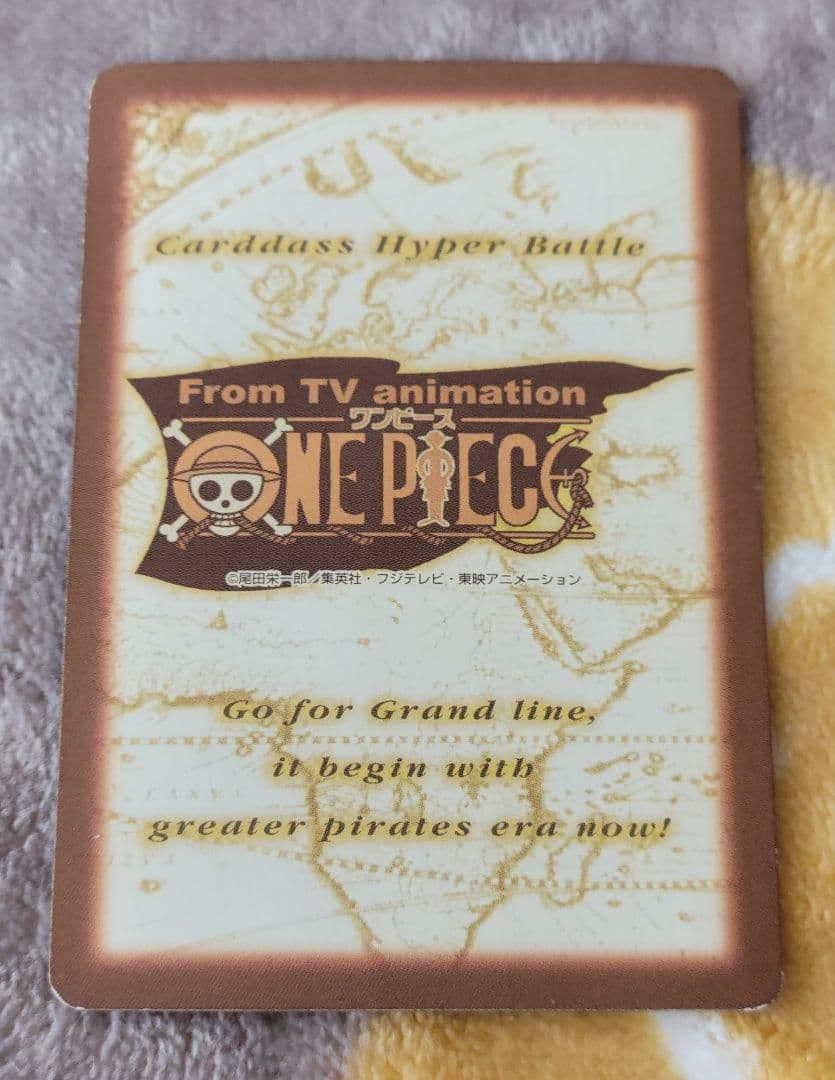 Carddass Hyper Battle
From TV animation
ワンピース
ONE PIECE
©尾田栄一郎／集英社・フジテレビ・東映アニメーション
Go for Grand line,
it begin with
greater pirates era now!